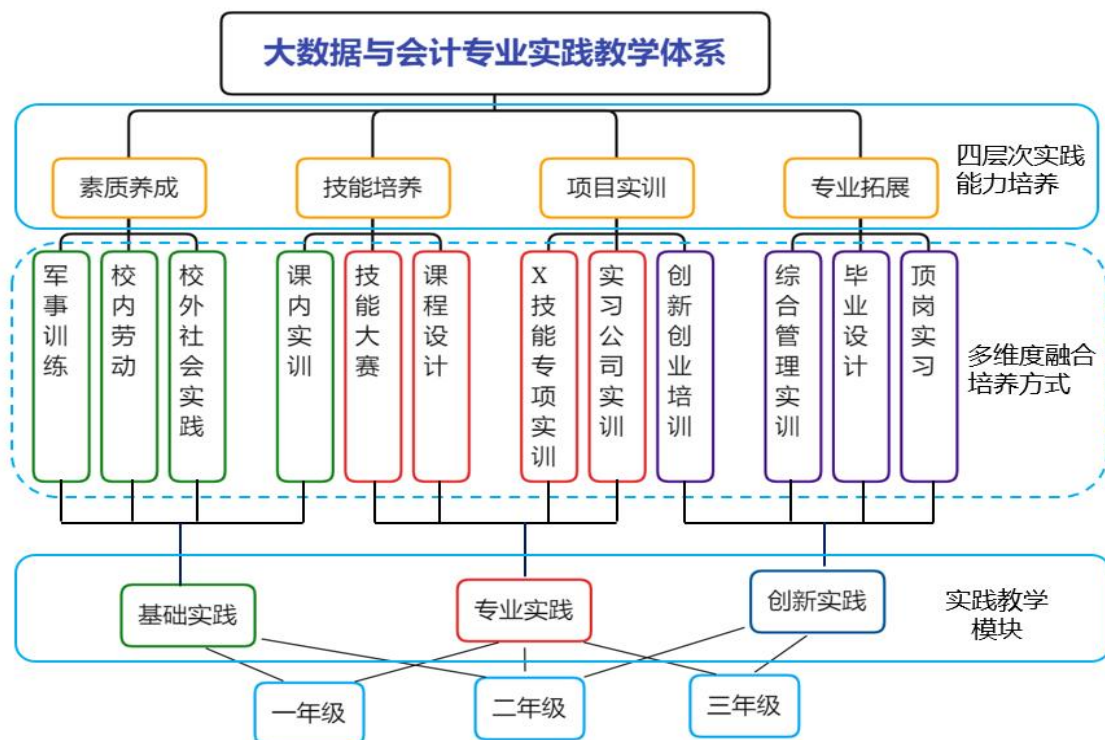 大数据与会计专业实践教学体系
四层次实践
能力培养
素质养成
技能培养
项目实训
专业拓展
军事训练
校内劳动
校外社会实践
课内实训
技能大赛
课程设计
X技能专项实训
实习公司实训
创新创业培训
综合管理实训
毕业设计
顶岗实习
多维度融合
培养方式
基础实践
专业实践
创新实践
实践教学
模块
一年级
二年级
三年级